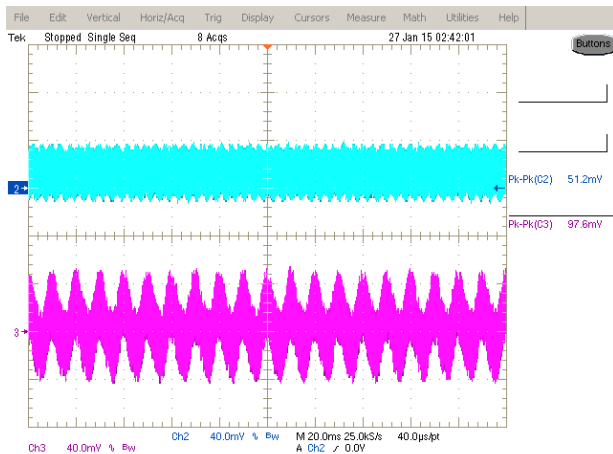 File Edit Vertical Horiz/Acq Trig Display Cursors Measure Math Utilities Help
Tek Stopped Single Seq 8 Acqs 27 Jan 15 02:42:01
Buttons
2
Pk-Pk(C2) 51.2mV
Pk-Pk(C3) 97.6mV
3
Ch2 40.0mV % Bw M 20.0ms 25.0kS/s 40.0µs/pt
Ch3 40.0mV % Bw A Ch2 / 0.0V